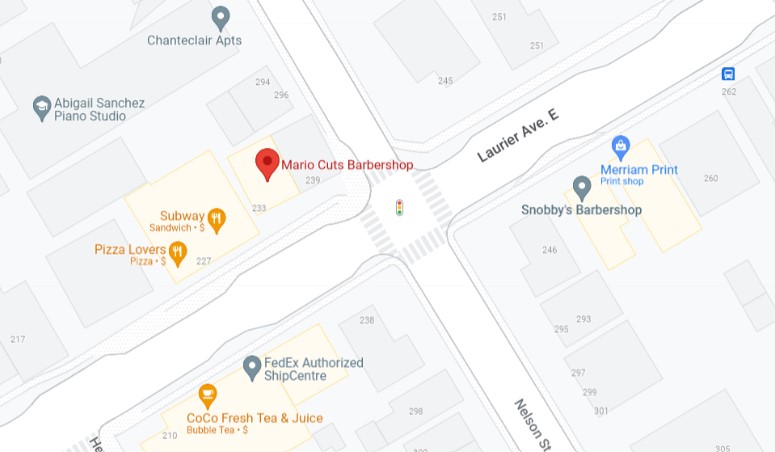 251
251
Chanteclair Apts
245
294
296
262
Abigail Sanchez
Piano Studio
Laurier Ave. E
Mario Cuts Barbershop
239
Merriam Print
Print shop
260
233
Subway
Sandwich • $
Snobby's Barbershop
Pizza Lovers
Pizza • $
227
246
217
238
293
295
FedEx Authorized
ShipCentre
297
299
301
CoCo Fresh Tea & Juice
Bubble Tea • $
210
298
Nelson St
He
305